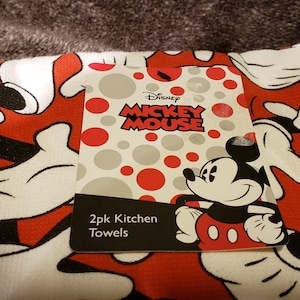 Disney
MICKEY
MOUSE
2pk Kitchen
Towels